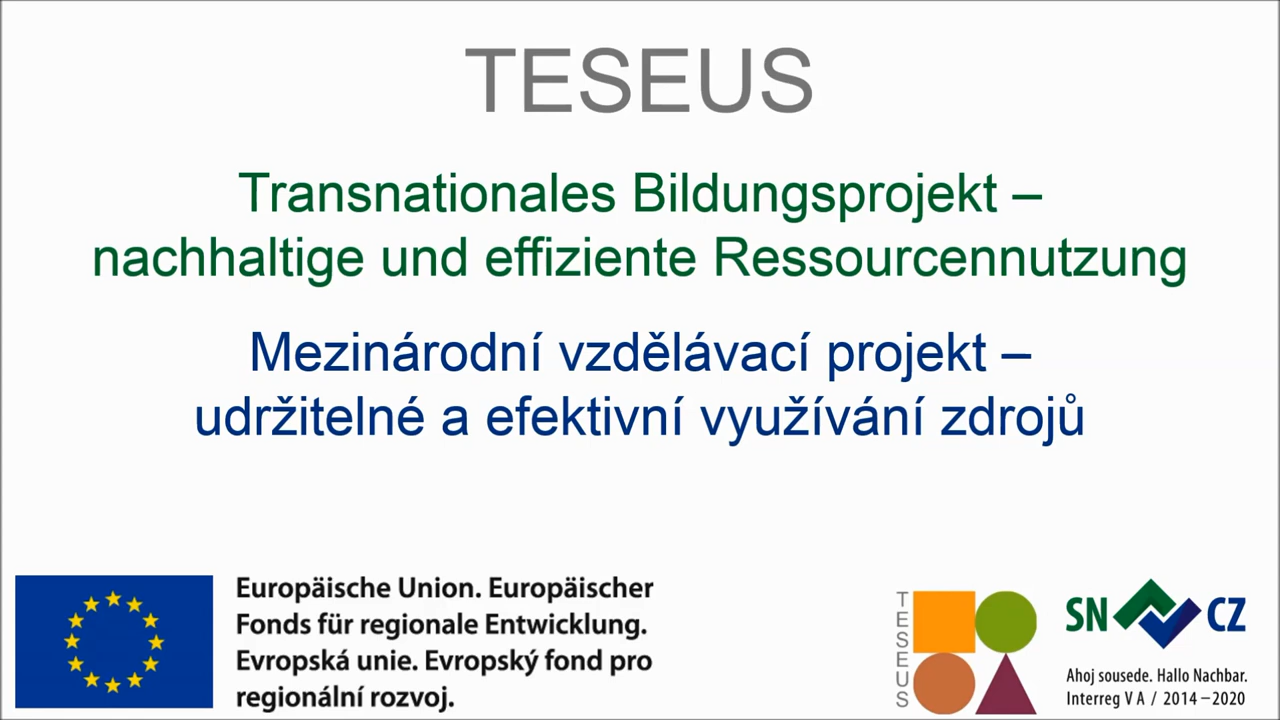 TESEUS
Transnationales Bildungsprojekt –
nachhaltige und effiziente Ressourcennutzung
Mezinárodní vzdělávací projekt –
udržitelné a efektivní využívání zdrojů
Europäische Union. Europäischer
Fonds für regionale Entwicklung.
Evropská unie. Evropský fond pro
regionální rozvoj.
TESEUS
SN CZ
Ahoj sousede. Hallo Nachbar.
Interreg V A / 2014 – 2020